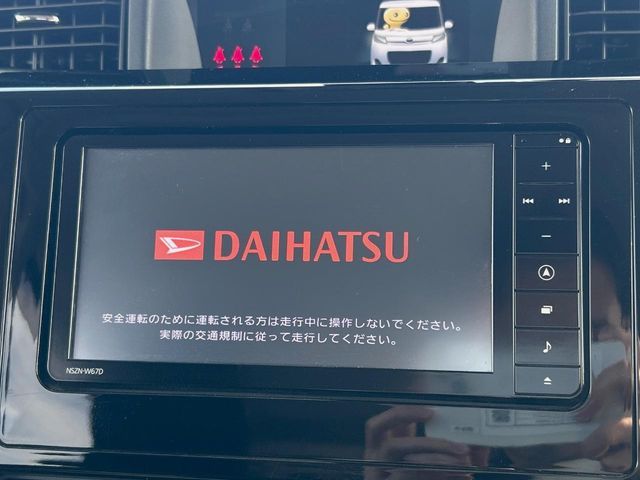 DAIHATSU
安全運転のために運転される方は走行中に操作しないでください。
実際の交通規制に従って走行してください。
NSZN-W67D